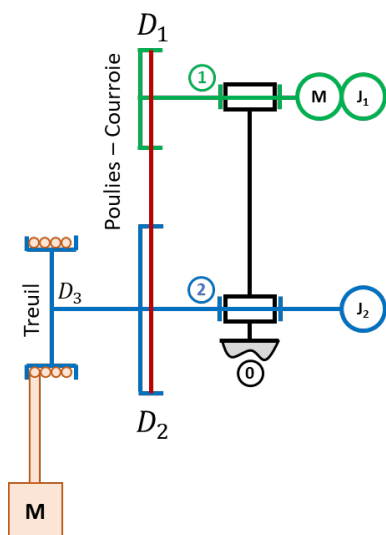 D₁
1
M
J₁
Poulies – Courroie
Treuil
D₃
2
J₂
0
D₂
M